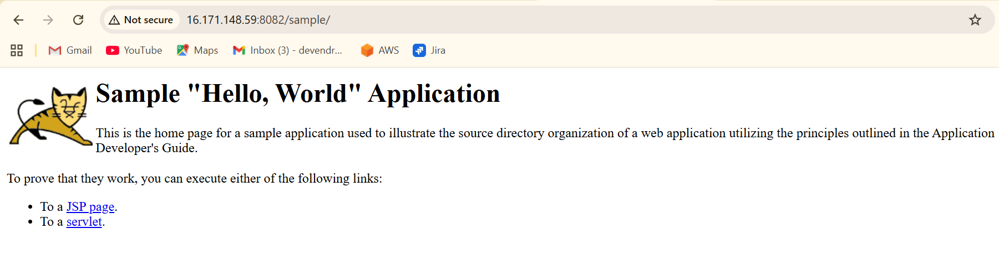 Not secure 16.171.148.59:8082/sample/
Gmail YouTube Maps Inbox (3) - devendr... AWS Jira
Sample "Hello, World" Application
This is the home page for a sample application used to illustrate the source directory organization of a web application utilizing the principles outlined in the Application
Developer's Guide.
To prove that they work, you can execute either of the following links:
• To a JSP page.
• To a servlet.